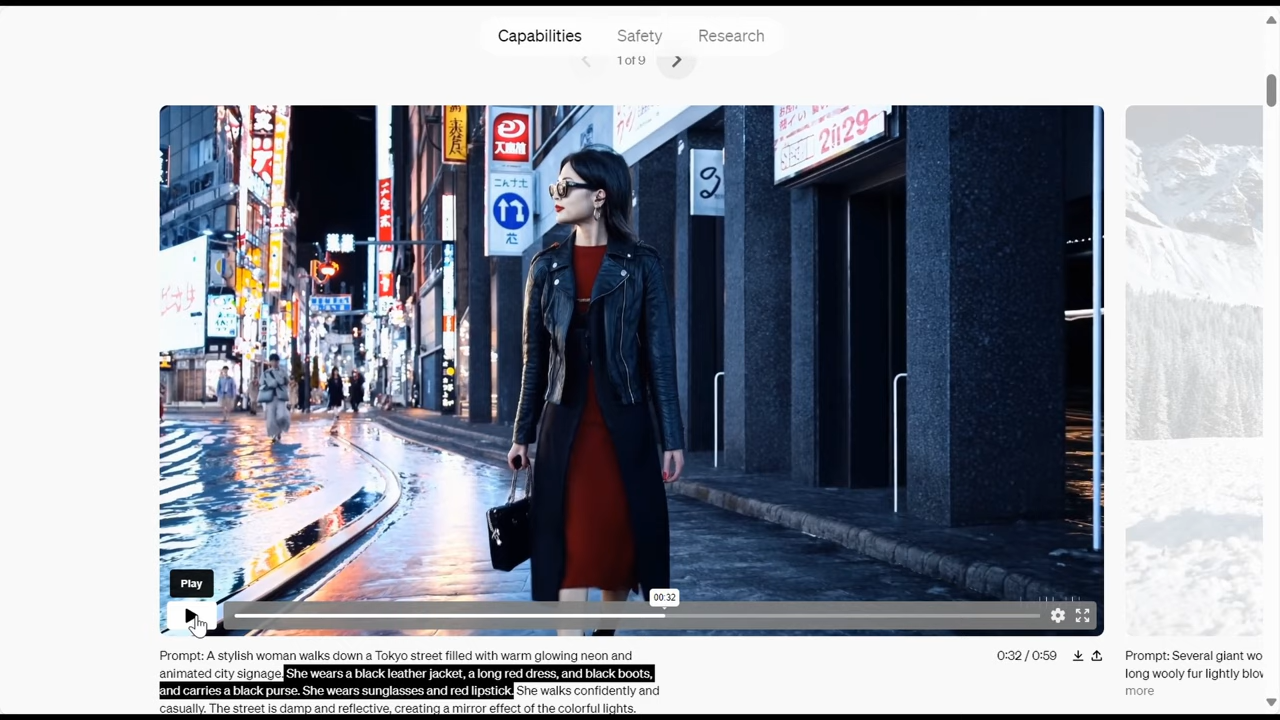 Capabilities Safety Research
1 of 9
2儿29
Play
00:32
Prompt: A stylish woman walks down a Tokyo street filled with warm glowing neon and
animated city signage. She wears a black leather jacket, a long red dress, and black boots,
and carries a black purse. She wears sunglasses and red lipstick. She walks confidently and
casually. The street is damp and reflective, creating a mirror effect of the colorful lights.
0:32 / 0:59
Prompt: Several giant wo
long wooly fur lightly blov
more